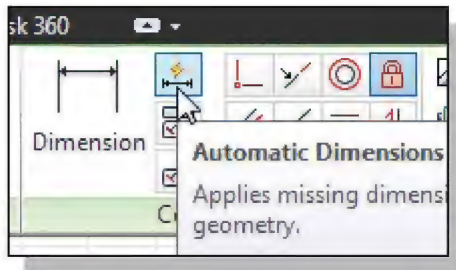 sk 360
Dimension
Automatic Dimensions
Applies missing dimensi
geometry.